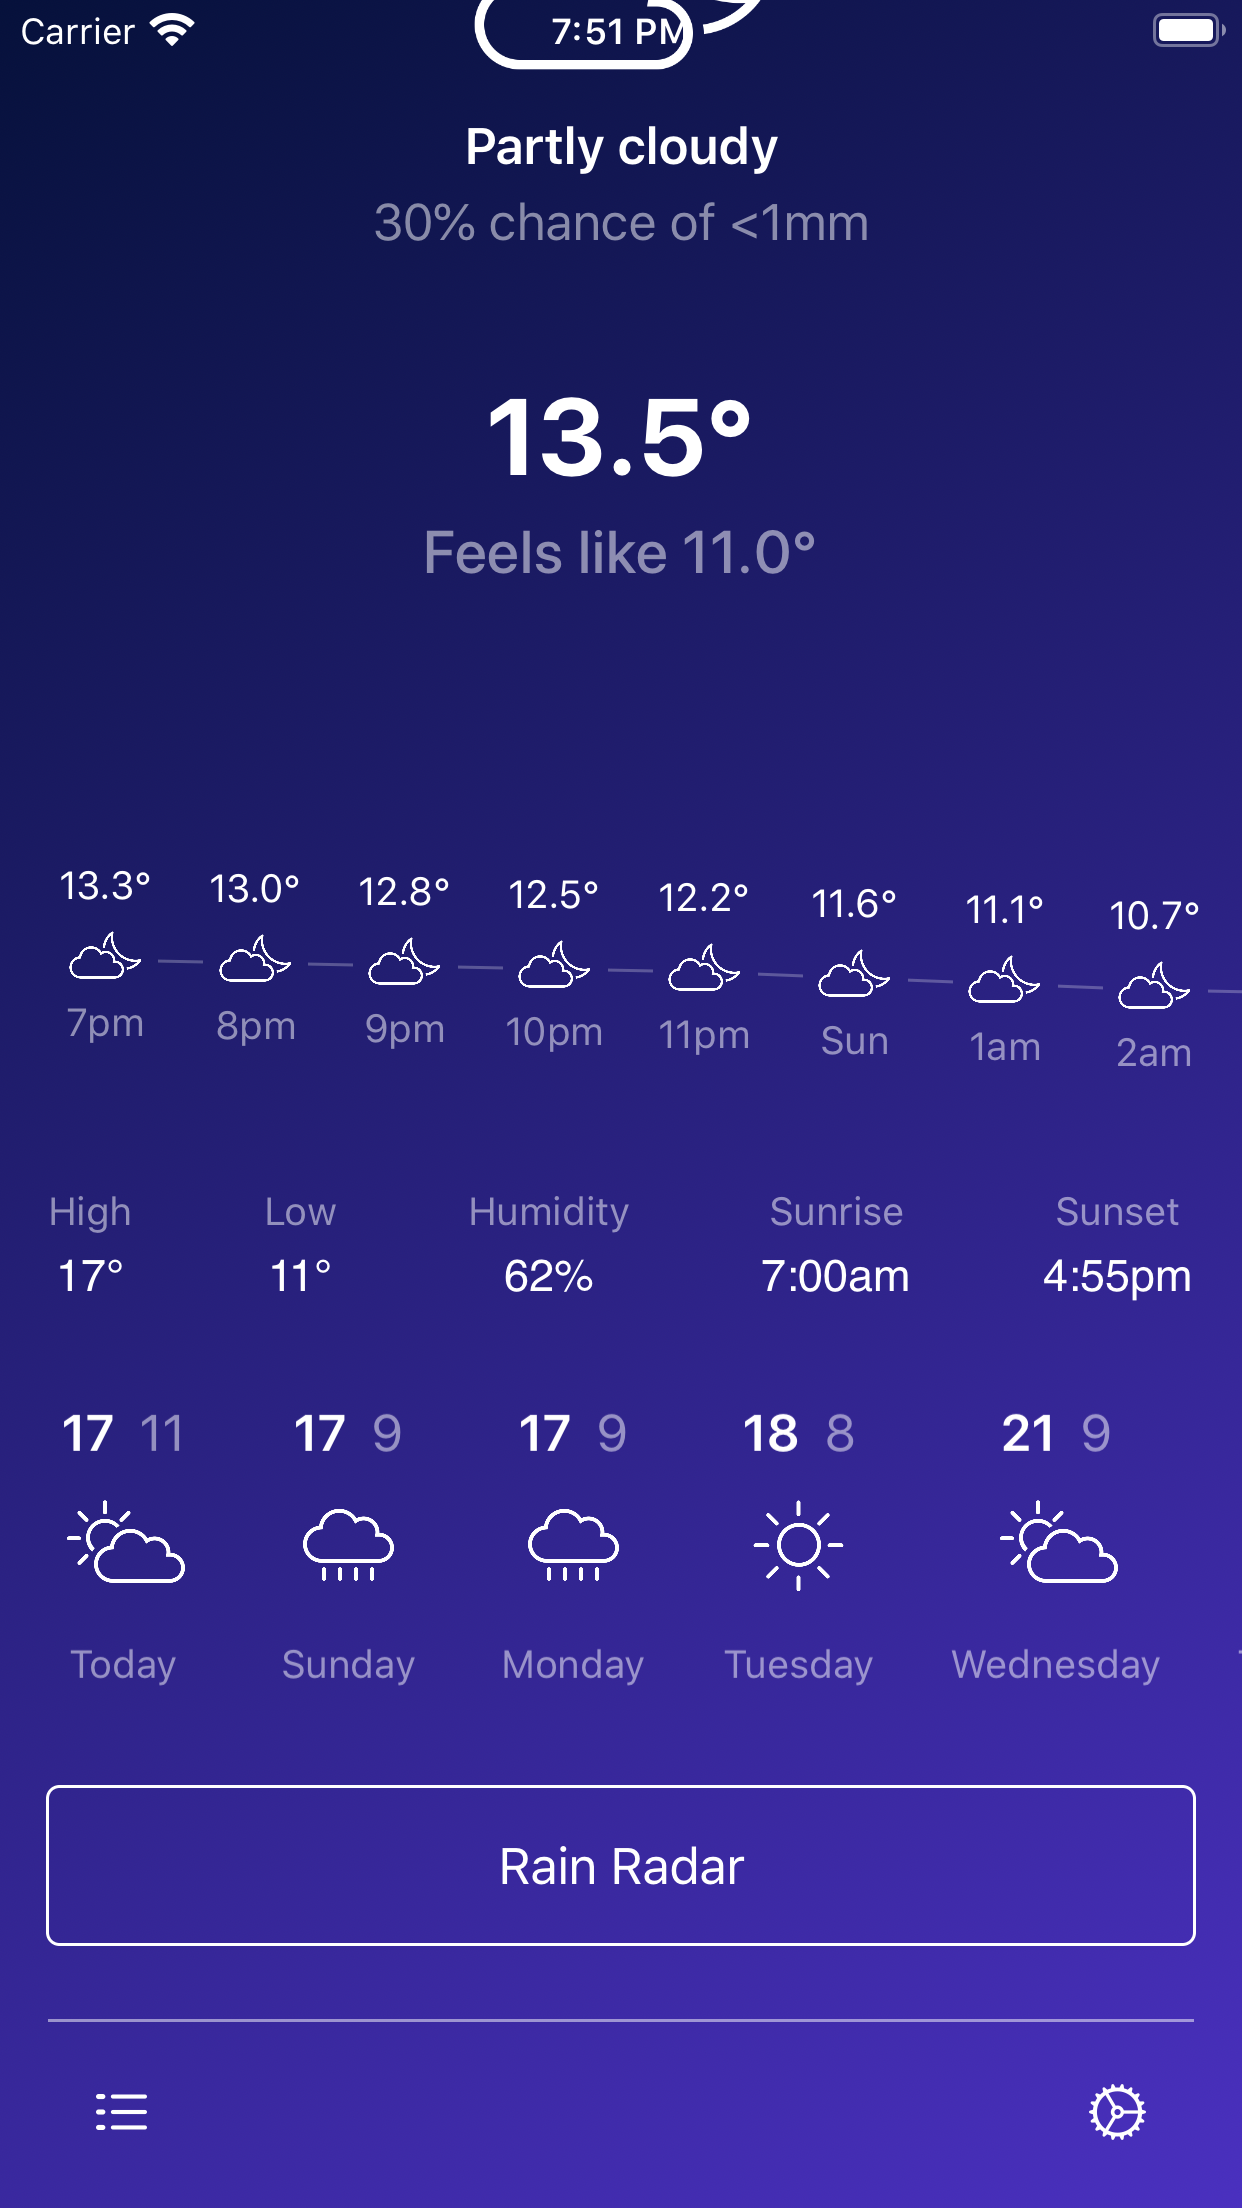 Carrier 7:51 PM
Partly cloudy
30% chance of <1mm
13.5°
Feels like 11.0°
13.3° 13.0° 12.8° 12.5° 12.2° 11.6° 11.1° 10.7°
7pm 8pm 9pm 10pm 11pm Sun 1am 2am
High Low Humidity Sunrise Sunset
17° 11° 62% 7:00am 4:55pm
17 11 17 9 17 9 18 8 21 9
Today Sunday Monday Tuesday Wednesday
Rain Radar